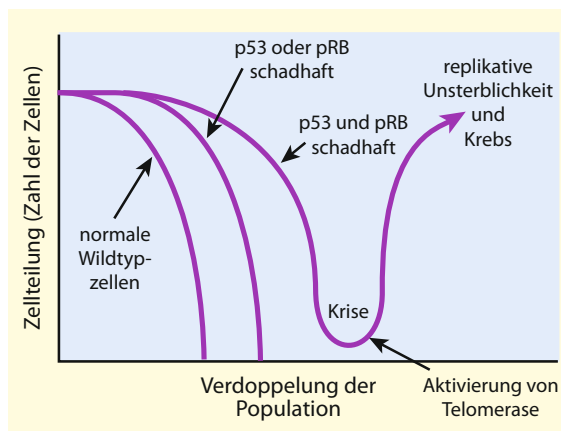 p53 oder pRB
schadhaft
replikative
Unsterblichkeit
und
Krebs
p53 und pRB
schadhaft
normale
Wildtyp-
zellen
Krise
Zellteilung (Zahl der Zellen)
Verdoppelung der
Population
Aktivierung von
Telomerase